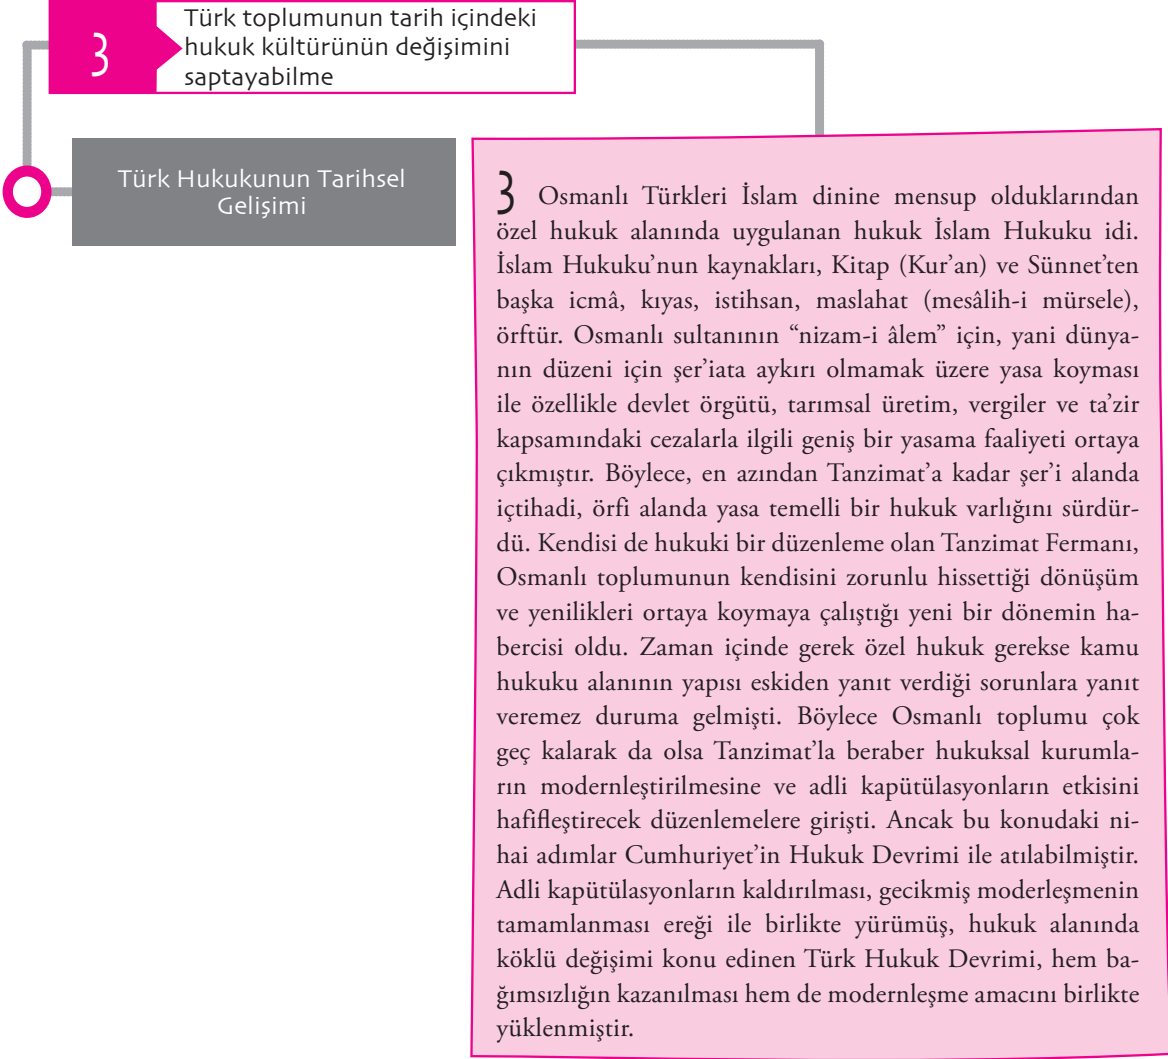 3
Türk toplumunun tarih içindeki
hukuk kültürünün değişimini
saptayabilme
Türk Hukukunun Tarihsel
Gelişimi
3 Osmanlı Türkleri İslam dinine mensup olduklarından
özel hukuk alanında uygulanan hukuk İslam Hukuku idi.
İslam Hukuku’nun kaynakları, Kitap (Kur’an) ve Sünnet’ten
başka icmâ, kıyas, istihsan, maslahat (mesâlih-i mürsele),
örftür. Osmanlı sultanının “nizam-i âlem” için, yani dünya-
nın düzeni için şer’iata aykırı olmamak üzere yasa koyması
ile özellikle devlet örgütü, tarımsal üretim, vergiler ve ta’zir
kapsamındaki cezalarla ilgili geniş bir yasama faaliyeti ortaya
çıkmıştır. Böylece, en azından Tanzimat’a kadar şer’i alanda
içtihadi, örfi alanda yasa temelli bir hukuk varlığını sürdür-
dü. Kendisi de hukuki bir düzenleme olan Tanzimat Fermanı,
Osmanlı toplumunun kendisini zorunlu hissettiği dönüşüm
ve yenilikleri ortaya koymaya çalıştığı yeni bir dönemin ha-
bercisi oldu. Zaman içinde gerek özel hukuk gerekse kamu
hukuku alanının yapısı eskiden yanıt verdiği sorunlara yanıt
veremez duruma gelmişti. Böylece Osmanlı toplumu çok
geç kalarak da olsa Tanzimat’la beraber hukuksal kurumla-
rın modernleştirilmesine ve adli kapütülasyonların etkisini
hafifleştirecek düzenlemelere girişti. Ancak bu konudaki ni-
hai adımlar Cumhuriyet’in Hukuk Devrimi ile atılabilmiştir.
Adli kapütülasyonların kaldırılması, gecikmiş moderleşmenin
tamamlanması ereği ile birlikte yürümüş, hukuk alanında
köklü değişimi konu edinen Türk Hukuk Devrimi, hem ba-
ğımsızlığın kazanılması hem de modernleşme amacını birlikte
yüklenmiştir.